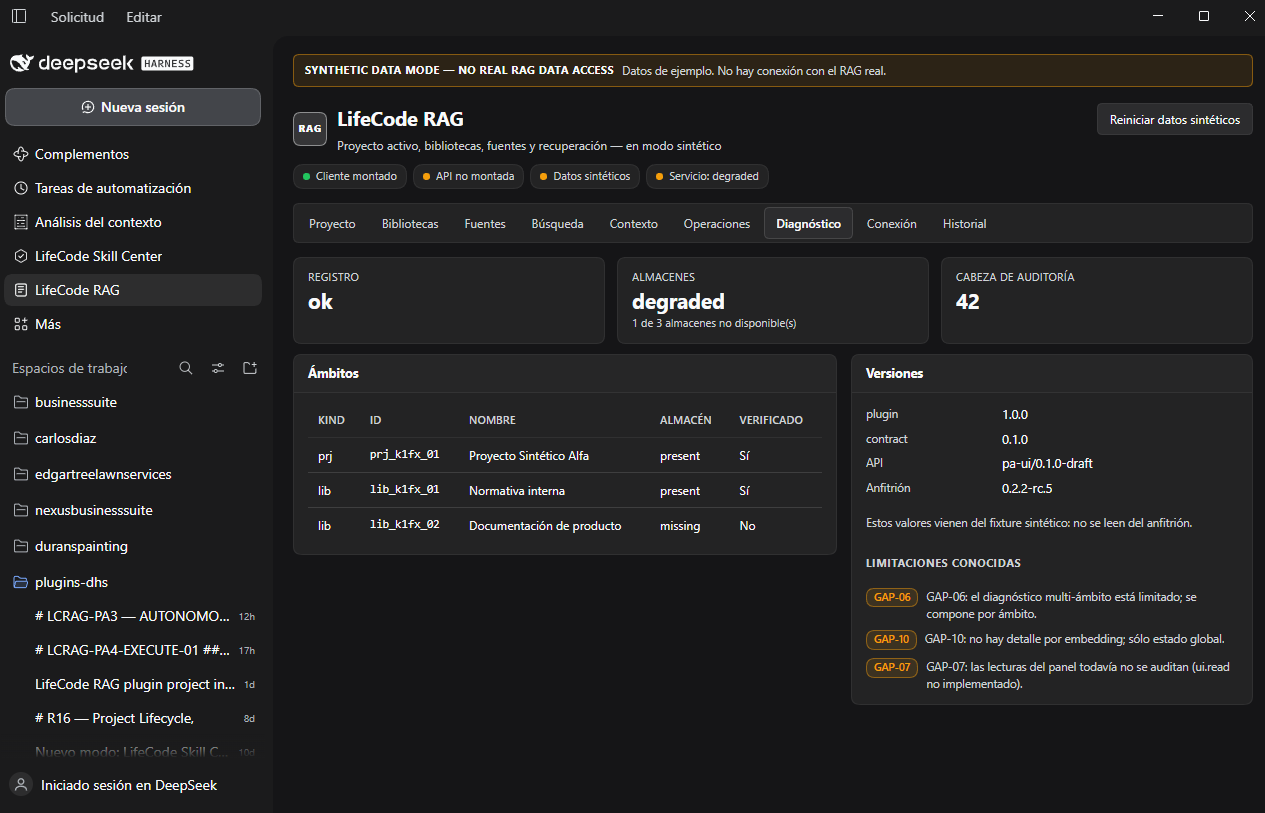 Solicitud Editar
deepseek HARNESS
Nueva sesión
Complementos
Tareas de automatización
Análisis del contexto
LifeCode Skill Center
LifeCode RAG
Más
Espacios de trabajo
businesssuite
carlosdiaz
edgartreelawnservices
nexusbusinesssuite
duranspainting
plugins-dhs
# LCRAG-PA3 — AUTONOMO... 12h
# LCRAG-PA4-EXECUTE-01 ##... 17h
LifeCode RAG plugin project in... 1d
# R16 — Project Lifecycle, 8d
Nuevo modo: LifeCode Skill C... 10d
Iniciado sesión en DeepSeek
SYNTHETIC DATA MODE — NO REAL RAG DATA ACCESS Datos de ejemplo. No hay conexión con el RAG real.
RAG
LifeCode RAG
Proyecto activo, bibliotecas, fuentes y recuperación — en modo sintético
Reiniciar datos sintéticos
Cliente montado API no montada Datos sintéticos Servicio: degraded
Proyecto Bibliotecas Fuentes Búsqueda Contexto Operaciones Diagnóstico Conexión Historial
REGISTRO
ok
ALMACENES
degraded
1 de 3 almacenes no disponible(s)
CABEZA DE AUDITORÍA
42
Ámbitos
KIND ID NOMBRE ALMACÉN VERIFICADO
prj prj_k1fx_01 Proyecto Sintético Alfa present Sí
lib lib_k1fx_01 Normativa interna present Sí
lib lib_k1fx_02 Documentación de producto missing No
Versiones
plugin 1.0.0
contract 0.1.0
API pa-ui/0.1.0-draft
Anfitrión 0.2.2-rc.5
Estos valores vienen del fixture sintético: no se leen del anfitrión.
LIMITACIONES CONOCIDAS
GAP-06 GAP-06: el diagnóstico multi-ámbito está limitado; se
compone por ámbito.
GAP-10 GAP-10: no hay detalle por embedding; sólo estado global.
GAP-07 GAP-07: las lecturas del panel todavía no se auditan (ui.read
no implementado).